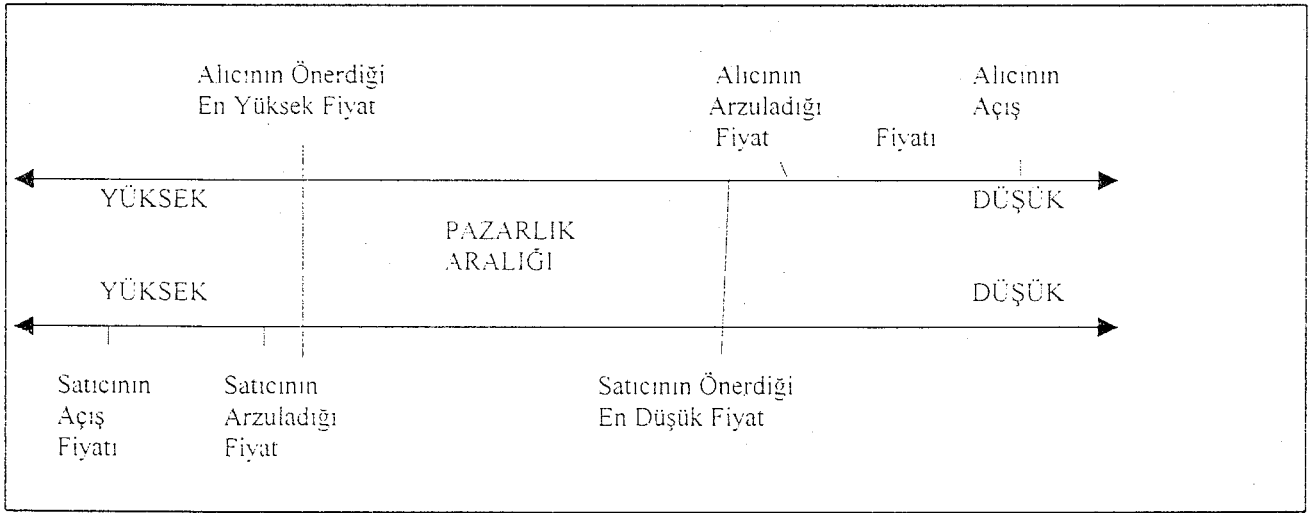 Alıcının Önerdiği
En Yüksek Fiyat
Alıcının
Arzuladığı
Fiyat
Alıcının
Açış
Fiyatı
YÜKSEK
DÜŞÜK
PAZARLIK
ARALIĞI
YÜKSEK
DÜŞÜK
Satıcının
Açış
Fiyatı
Satıcının
Arzuladığı
Fiyat
Satıcının Önerdiği
En Düşük Fiyat